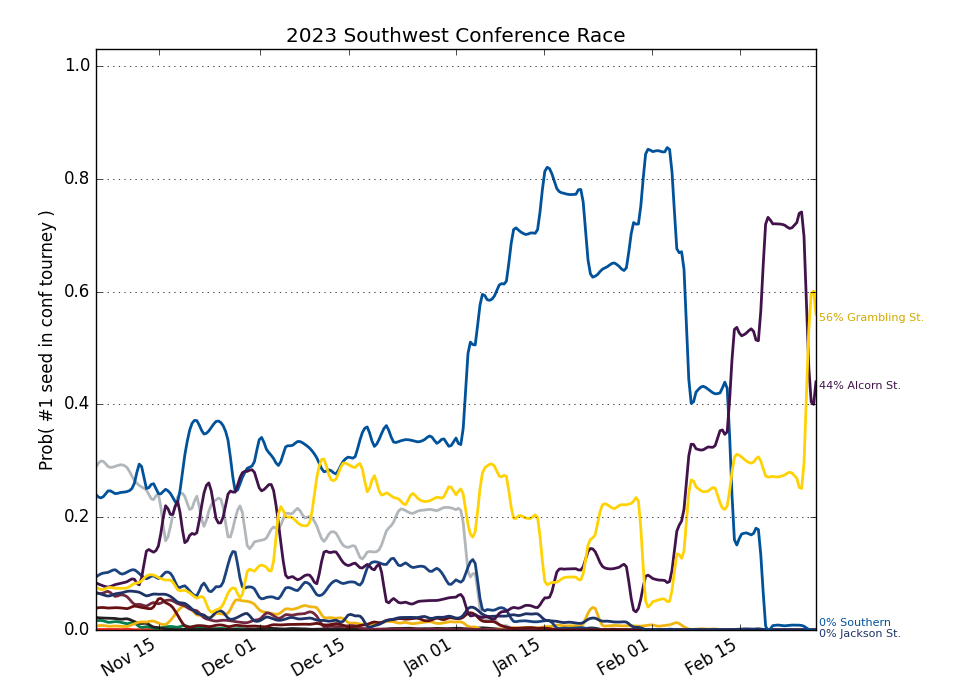 2023 Southwest Conference Race
Prob( #1 seed in conf tourney )
1.0
0.8
0.6
0.4
0.2
0.0
56% Grambling St.
44% Alcorn St.
0% Southern
0% Jackson St.
Nov 15
Dec 01
Dec 15
Jan 01
Jan 15
Feb 01
Feb 15